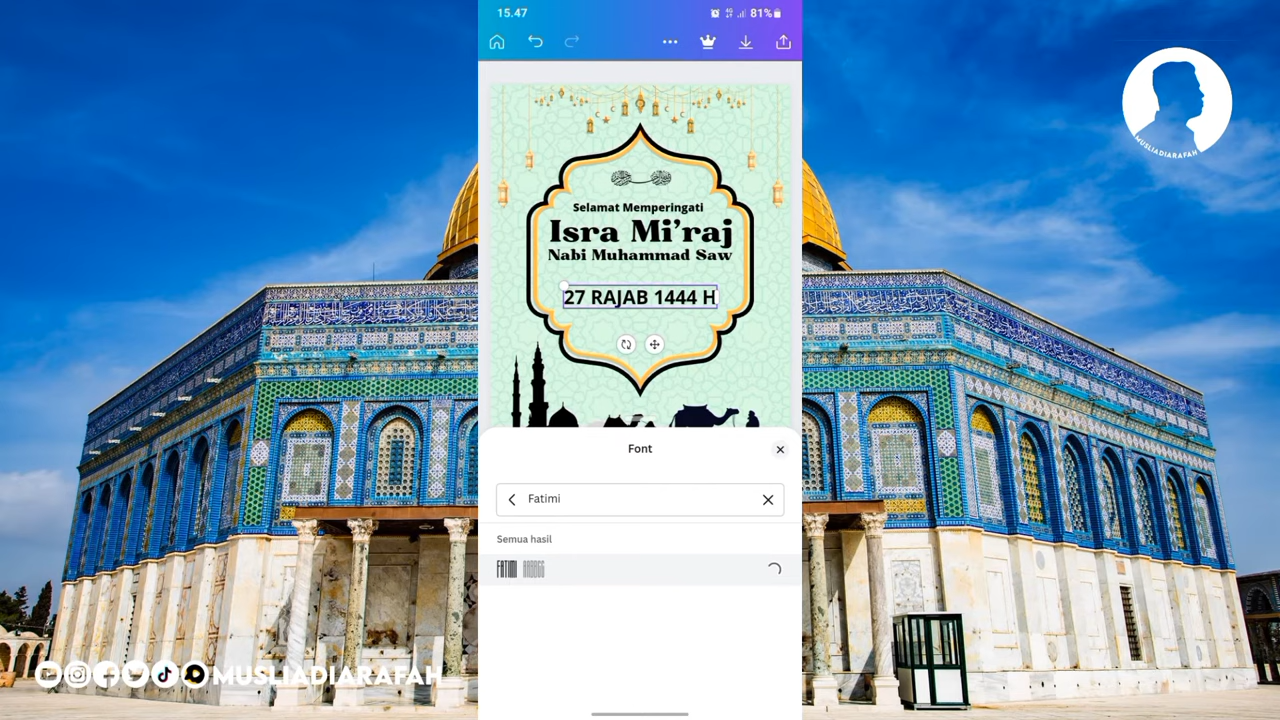 15.47
81%
MUSLIADIARAFAH
Selamat Memperingati
Isra Mi'raj
Nabi Muhammad Saw
27 RAJAB 1444 H
Font
Fatimi
Semua hasil
FATIMI AABBGG
MUSLIADIARAFAH